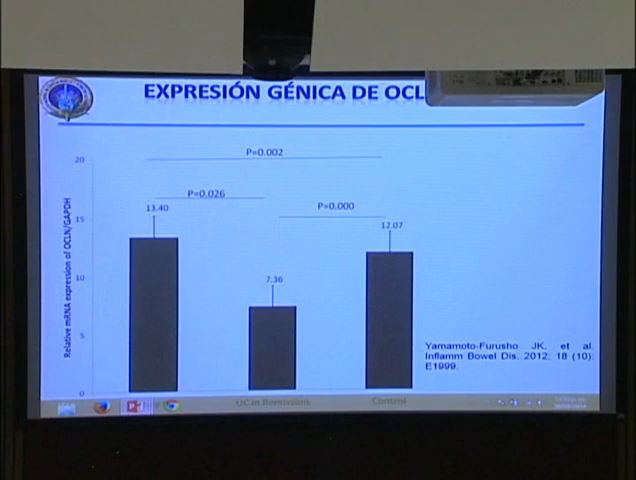 EXPRESIÓN GÉNICA DE OCL
20
P=0.002
P=0.026
P=0.000
15
13.40
12.07
10
7.36
5
0
Relative mRNA expression of OCLN/GAPDH
Yamamoto-Furusho JK, et al.
Inflamm Bowel Dis. 2012; 18 (10):
E1999.
UC in Remission
Control